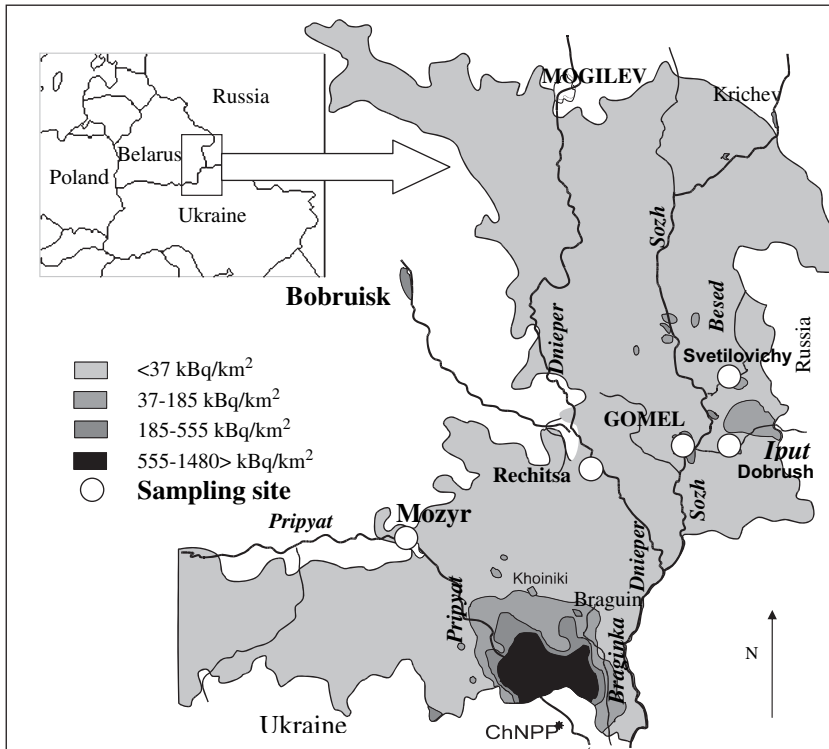 MOGILEV
Krichev
Russia
Belarus
Poland
Ukraine
Sozh
Bobruisk
Dnieper
Besed
Russia
Svetilovichy
<37 kBq/km²
37-185 kBq/km²
185-555 kBq/km²
555-1480> kBq/km²
Sampling site
GOMEL
Iput
Dobrush
Rechitsa
Sozh
Mozyr
Pripyat
Dnieper
Khoiniki
Braguin
Pripyat
Braginka
N
Ukraine
ChNPP*